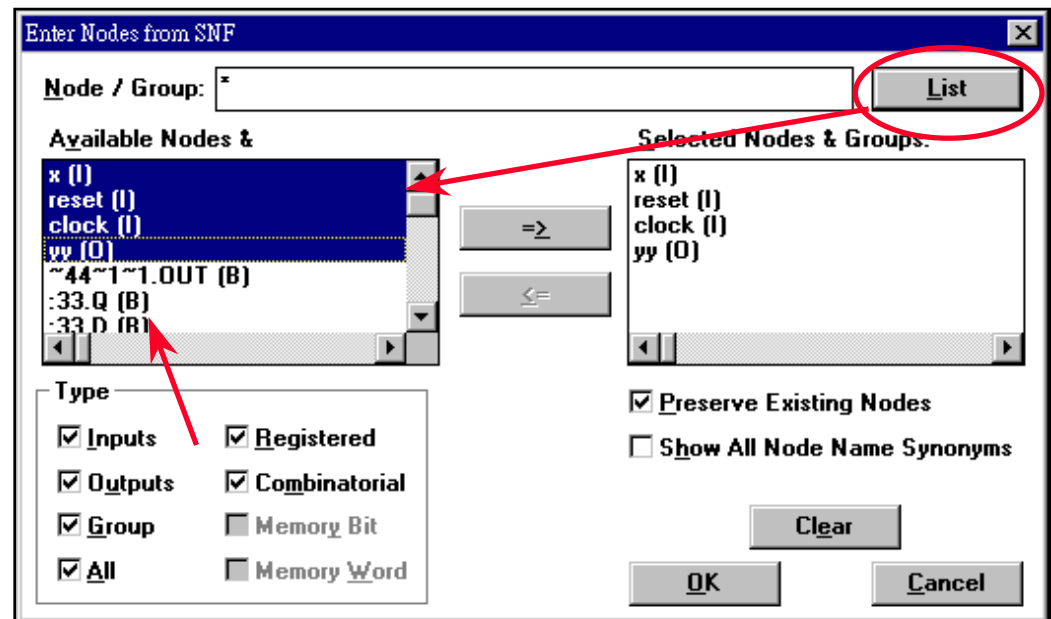 Enter Nodes from SNF
Node / Group: *
List
Available Nodes &
x (I)
reset (I)
clock (I)
yy (O)
~44~1~1.OUT (B)
:33.Q (B)
:33.D (B)
=>
<=
Selected Nodes & Groups:
x (I)
reset (I)
clock (I)
yy (O)
Type
Inputs
Registered
Outputs
Combinatorial
Group
Memory Bit
All
Memory Word
Preserve Existing Nodes
Show All Node Name Synonyms
Clear
OK
Cancel